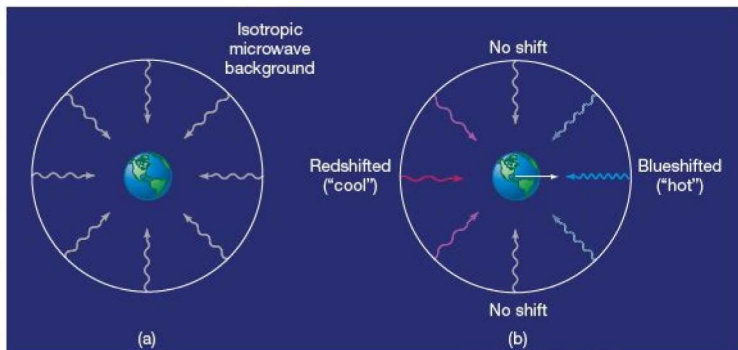 Isotropic
microwave
background
(a)
No shift
Redshifted
("cool")
Blueshifted
("hot")
No shift
(b)